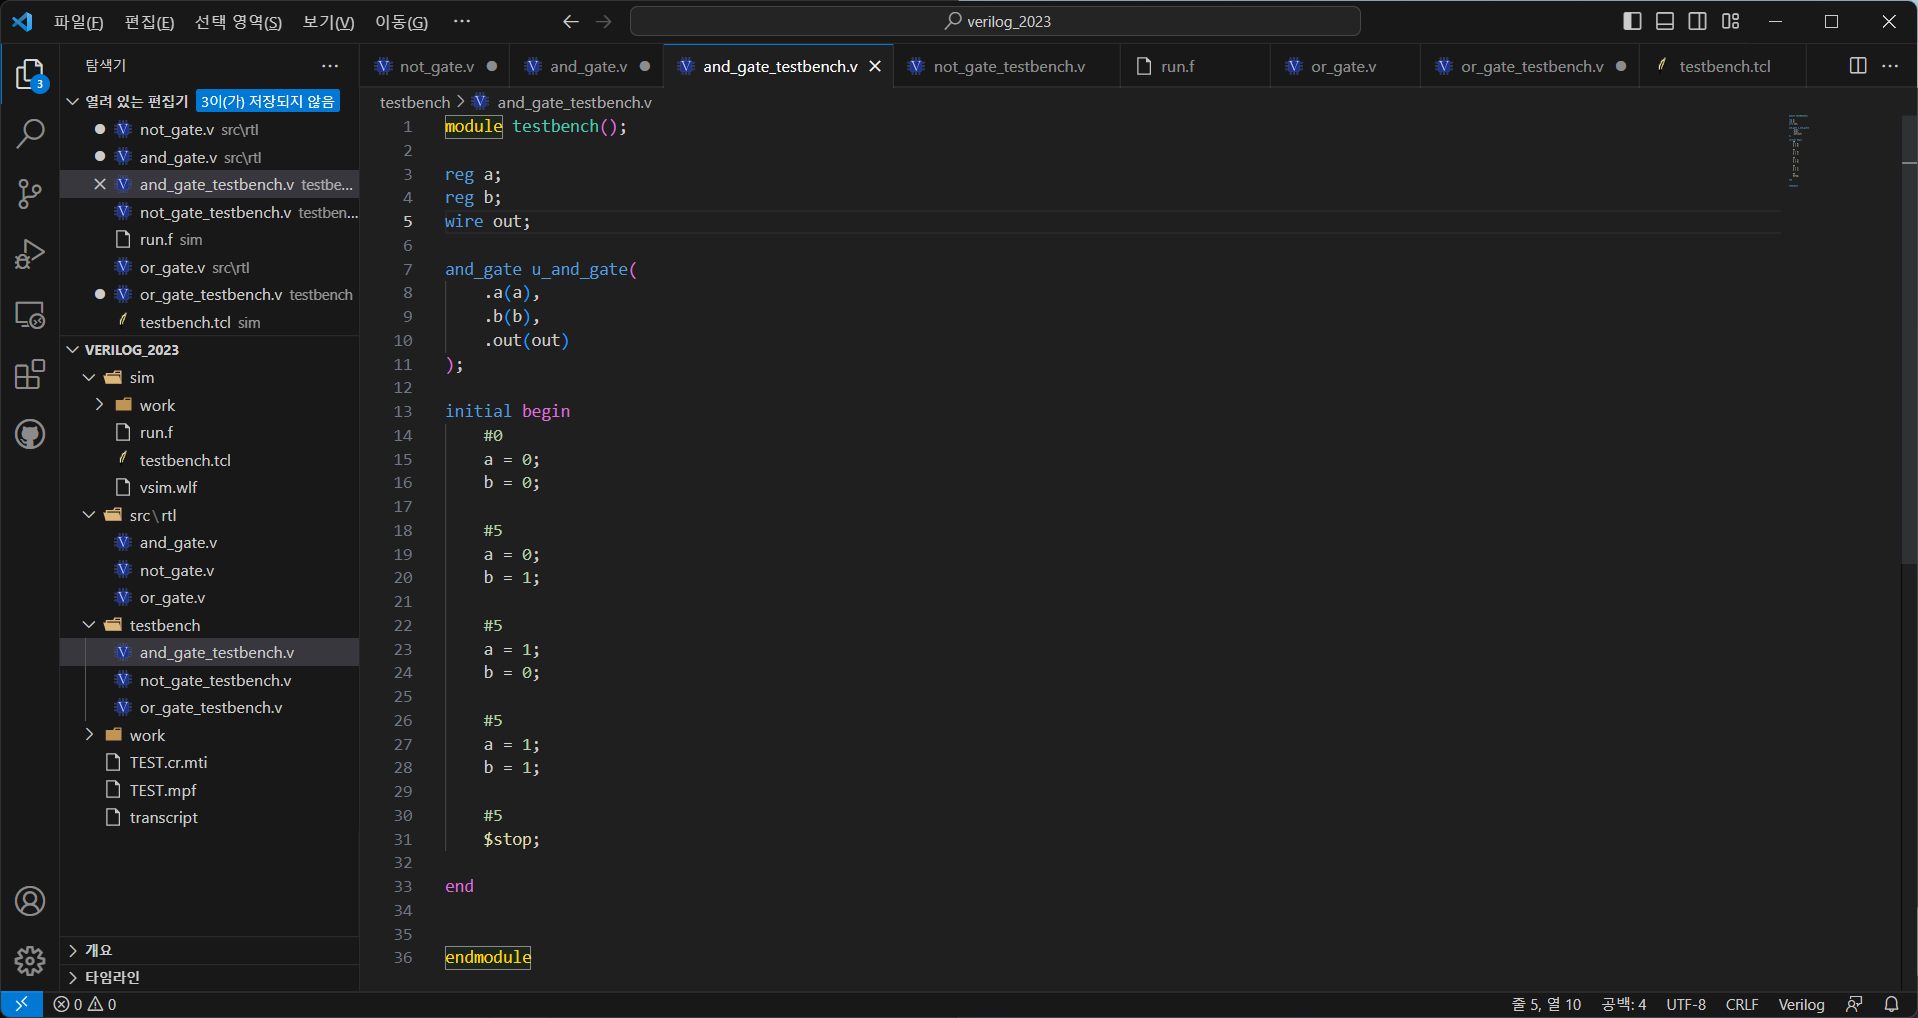 파일(F) 편집(E) 선택 영역(S) 보기(V) 이동(G) ··· verilog_2023
탐색기 ···
not_gate.v and_gate.v and_gate_testbench.v not_gate_testbench.v run.f or_gate.v or_gate_testbench.v testbench.tcl ···
3
열려 있는 편집기 3이(가) 저장되지 않음
not_gate.v src\rtl
and_gate.v src\rtl
and_gate_testbench.v testbe...
not_gate_testbench.v testben...
run.f sim
or_gate.v src\rtl
or_gate_testbench.v testbench
testbench.tcl sim
VERILOG_2023
sim
work
run.f
testbench.tcl
vsim.wlf
src\rtl
and_gate.v
not_gate.v
or_gate.v
testbench
and_gate_testbench.v
not_gate_testbench.v
or_gate_testbench.v
work
TEST.cr.mti
TEST.mpf
transcript
개요
타임라인
testbench > and_gate_testbench.v
1 module testbench();
2
3 reg a;
4 reg b;
5 wire out;
6
7 and_gate u_and_gate(
8 .a(a),
9 .b(b),
10 .out(out)
11 );
12
13 initial begin
14 #0
15 a = 0;
16 b = 0;
17
18 #5
19 a = 0;
20 b = 1;
21
22 #5
23 a = 1;
24 b = 0;
25
26 #5
27 a = 1;
28 b = 1;
29
30 #5
31 $stop;
32
33 end
34
35
36 endmodule
0 0 줄 5, 열 10 공백: 4 UTF-8 CRLF Verilog